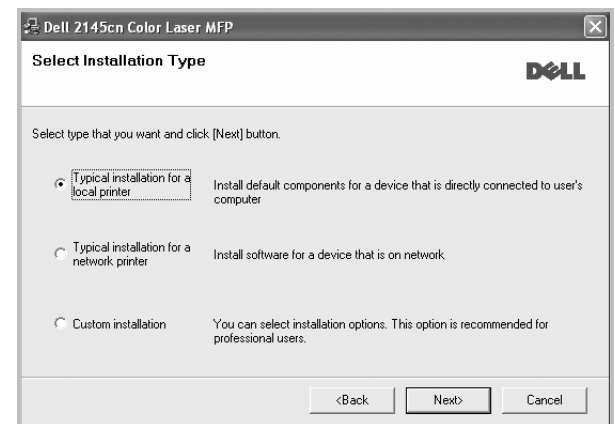 Dell 2145cn Color Laser MFP
Select Installation Type
DELL
Select type that you want and click [Next] button.
Typical installation for a
local printer
Install default components for a device that is directly connected to user's
computer
Typical installation for a
network printer
Install software for a device that is on network
Custom installation
You can select installation options. This option is recommended for
professional users.
<Back
Next>
Cancel